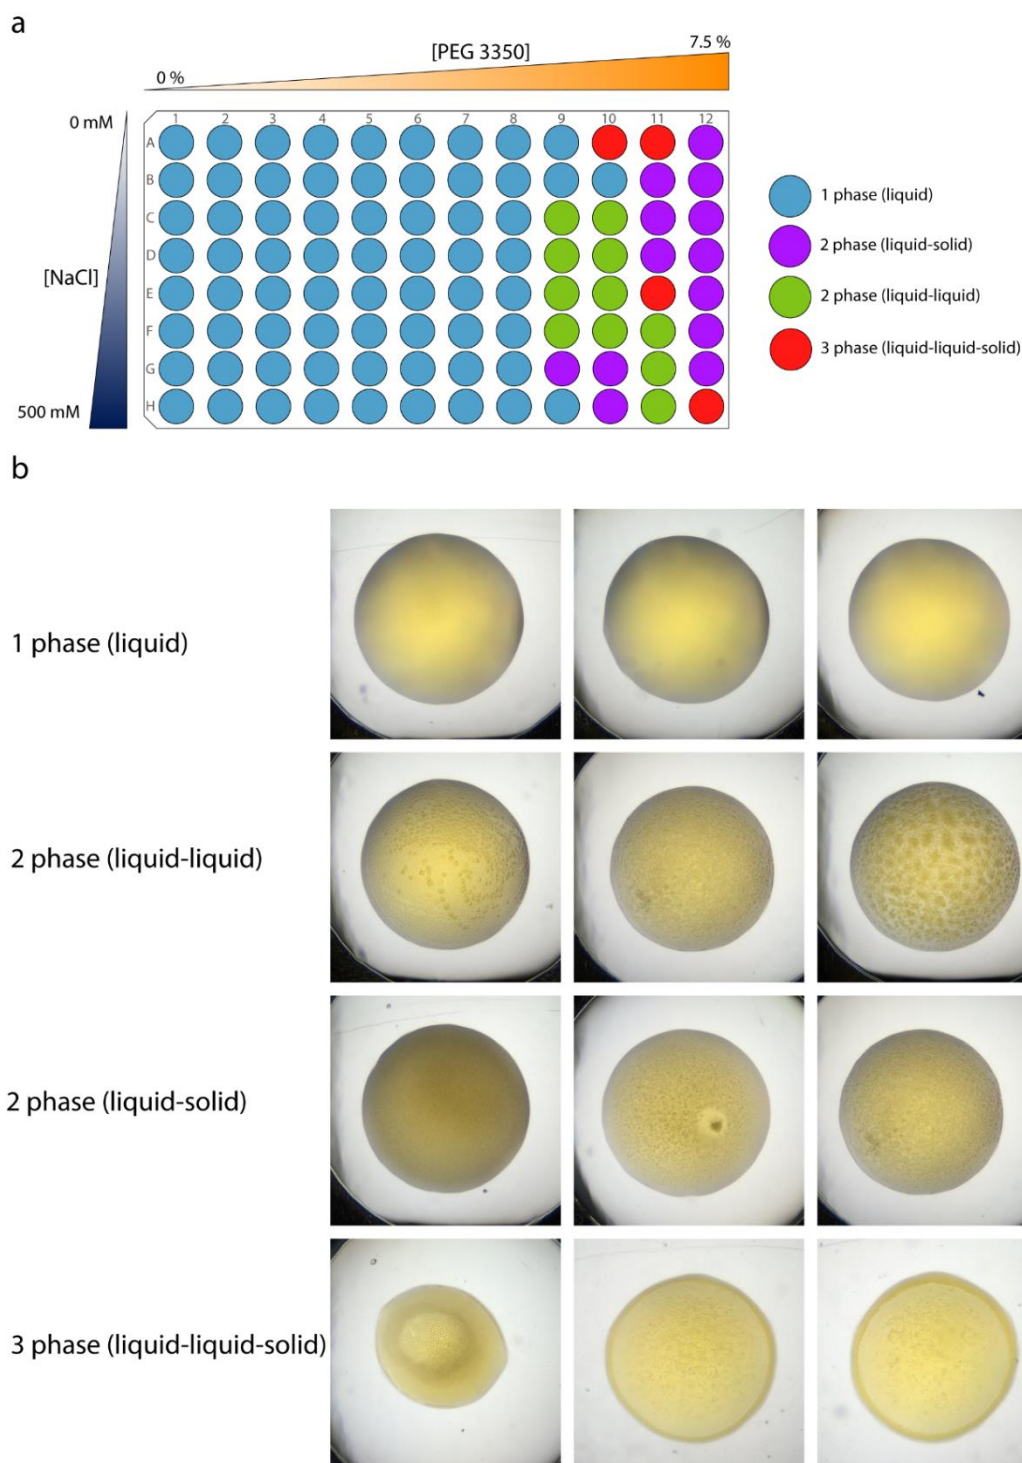 a
[PEG 3350]
7.5 %
0 %
0 mM
1 2 3 4 5 6 7 8 9 10 11 12
A
B
C
D
E
F
G
H
[NaCl]
500 mM
1 phase (liquid)
2 phase (liquid-solid)
2 phase (liquid-liquid)
3 phase (liquid-liquid-solid)
b
1 phase (liquid)
2 phase (liquid-liquid)
2 phase (liquid-solid)
3 phase (liquid-liquid-solid)